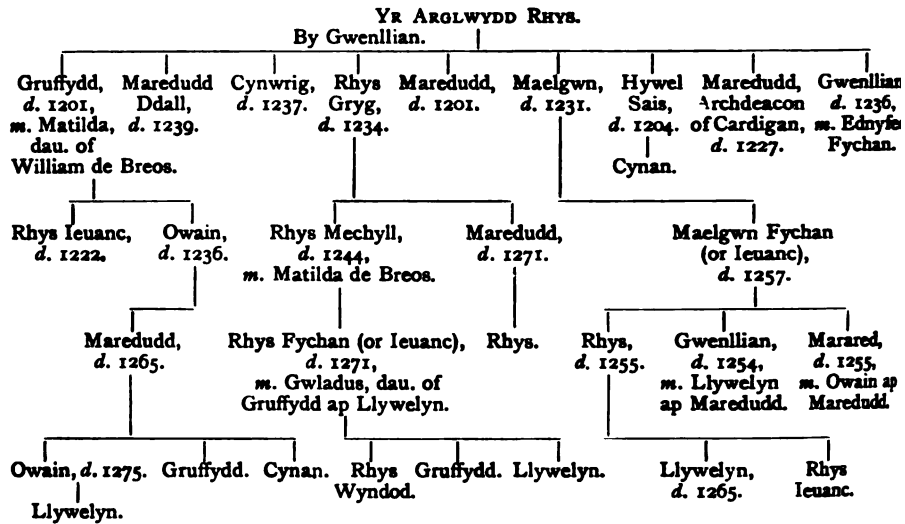 YR ARGLWYDD RHYS.
By Gwenllian.
Gruffydd, d. 1201, m. Matilda, dau. of William de Breos.
Maredudd Ddall, d. 1239.
Cynwrig, d. 1237.
Rhys Gryg, d. 1234.
Maredudd, d. 1201.
Maelgwn, d. 1231.
Hywel Sais, d. 1204.
Cynan.
Maredudd, Archdeacon of Cardigan, d. 1227.
Gwenllian d. 1236, m. Ednyfed Fychan.
Rhys Ieuanc, d. 1222.
Owain, d. 1236.
Rhys Mechyll, d. 1244, m. Matilda de Breos.
Maredudd, d. 1271.
Maelgwn Fychan (or Ieuanc), d. 1257.
Maredudd, d. 1265.
Rhys Fychan (or Ieuanc), d. 1271, m. Gwladus, dau. of Gruffydd ap Llywelyn.
Rhys.
Rhys, d. 1255.
Gwenllian, d. 1254, m. Llywelyn ap Maredudd.
Marared, d. 1255, m. Owain ap Maredudd.
Owain, d. 1275.
Llywelyn.
Gruffydd.
Cynan.
Rhys Wyndod.
Gruffydd.
Llywelyn.
Llywelyn, d. 1265.
Rhys Ieuanc.